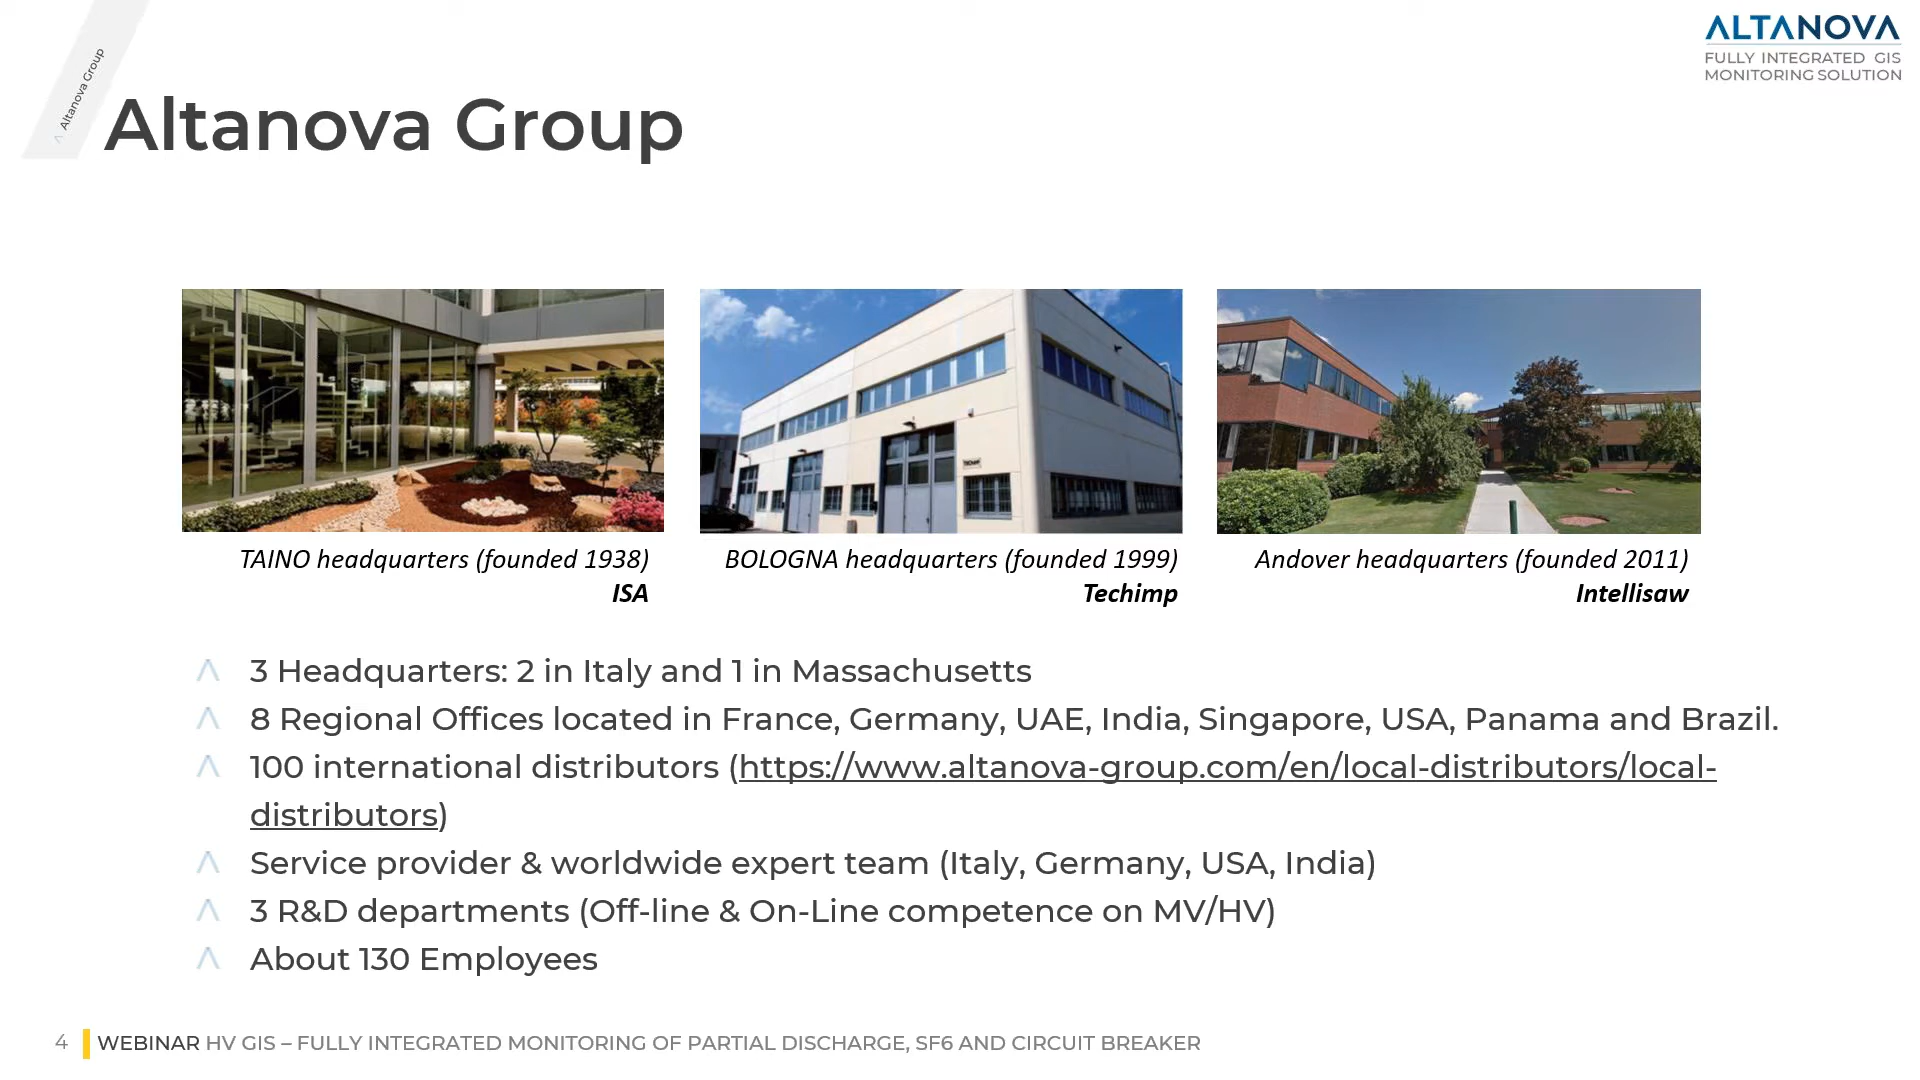 Altanova Group
ALTANOVA
FULLY INTEGRATED GIS
MONITORING SOLUTION
Altanova Group
TAINO headquarters (founded 1938)
ISA
BOLOGNA headquarters (founded 1999)
Techimp
Andover headquarters (founded 2011)
Intellisaw
3 Headquarters: 2 in Italy and 1 in Massachusetts
8 Regional Offices located in France, Germany, UAE, India, Singapore, USA, Panama and Brazil.
100 international distributors (https://www.altanova-group.com/en/local-distributors/local-
distributors)
Service provider & worldwide expert team (Italy, Germany, USA, India)
3 R&D departments (Off-line & On-Line competence on MV/HV)
About 130 Employees
4 WEBINAR HV GIS – FULLY INTEGRATED MONITORING OF PARTIAL DISCHARGE, SF6 AND CIRCUIT BREAKER